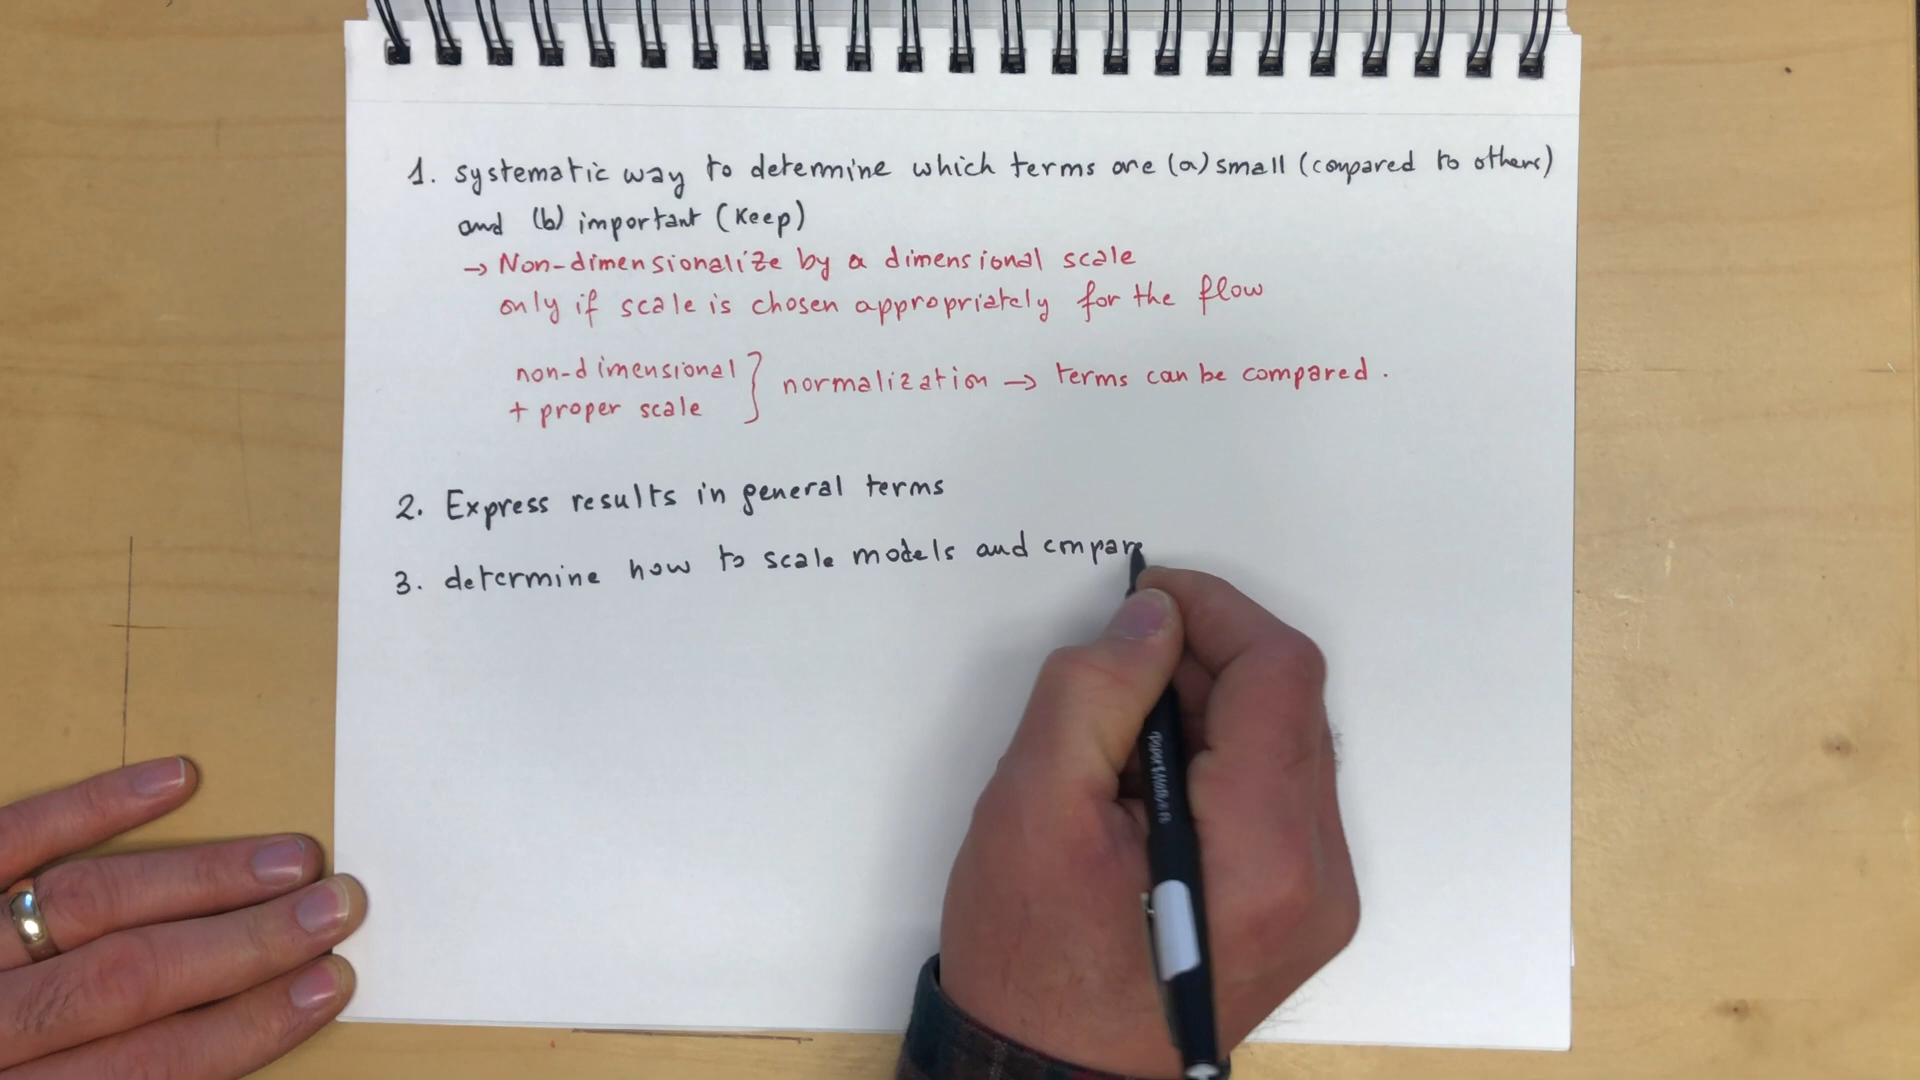 1. systematic way to determine which terms are (a) small (compared to others)
and (b) important (Keep)
→ Non-dimensionalize by a dimensional scale
only if scale is chosen appropriately for the flow
non-dimensional
+ proper scale } normalization → terms can be compared.
2. Express results in general terms
3. determine how to scale models and cmpare